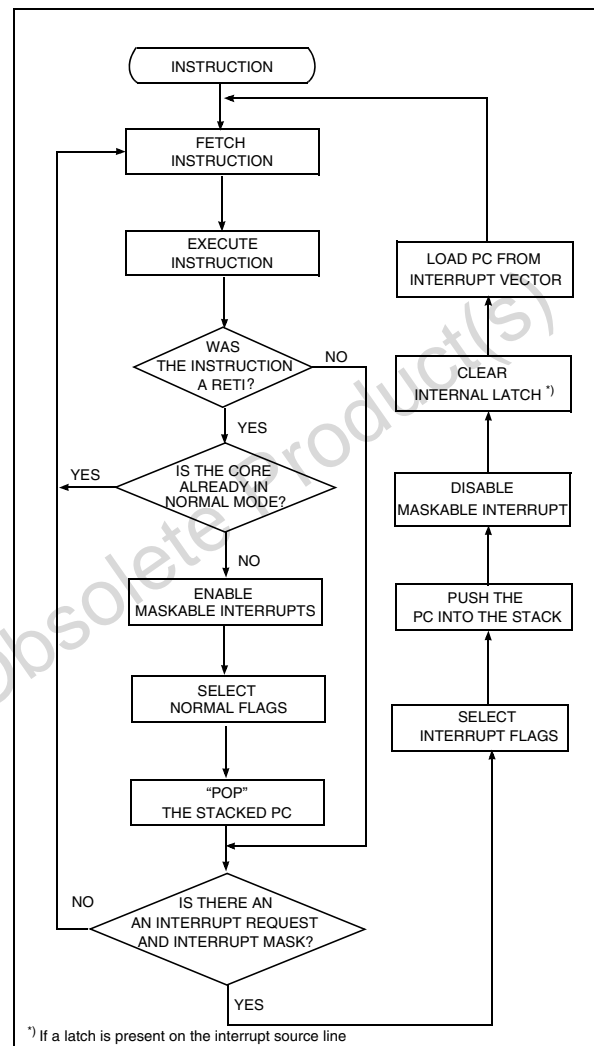 INSTRUCTION
FETCH
INSTRUCTION
EXECUTE
INSTRUCTION
WAS
THE INSTRUCTION
A RETI?
NO
YES
IS THE CORE
ALREADY IN
NORMAL MODE?
YES
NO
ENABLE
MASKABLE INTERRUPTS
SELECT
NORMAL FLAGS
“POP”
THE STACKED PC
IS THERE AN
AN INTERRUPT REQUEST
AND INTERRUPT MASK?
NO
YES
SELECT
INTERRUPT FLAGS
PUSH THE
PC INTO THE STACK
DISABLE
MASKABLE INTERRUPT
CLEAR
INTERNAL LATCH *)
LOAD PC FROM
INTERRUPT VECTOR
*) If a latch is present on the interrupt source line
Obsolete Product(s)